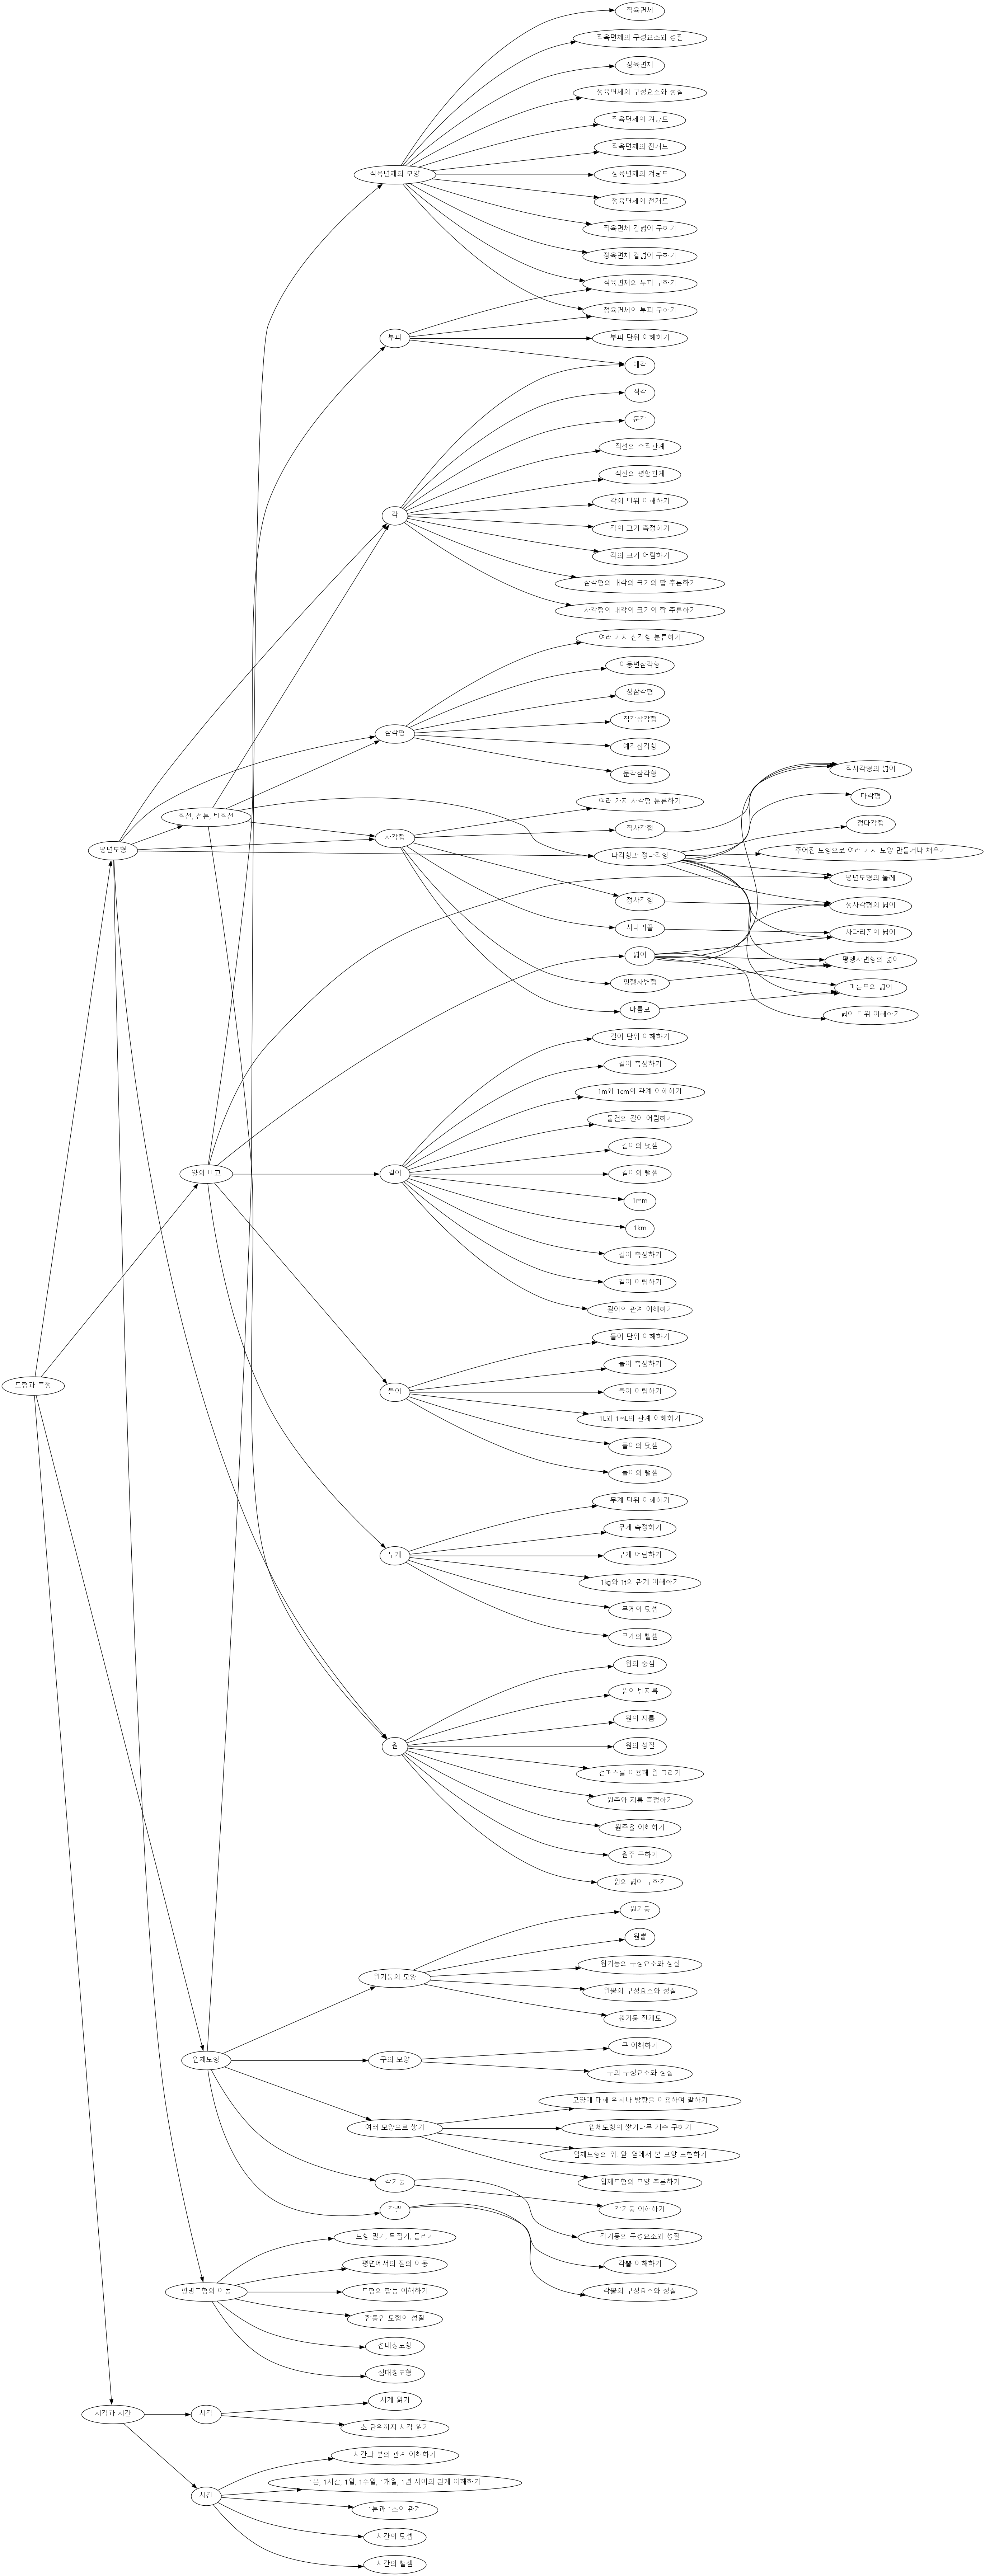 직육면체
직육면체의 구성요소와 성질
정육면체
정육면체의 구성요소와 성질
직육면체의 겨냥도
직육면체의 전개도
직육면체의 모양
정육면체의 겨냥도
정육면체의 전개도
직육면체 겉넓이 구하기
정육면체 겉넓이 구하기
직육면체의 부피 구하기
정육면체의 부피 구하기
부피
부피 단위 이해하기
예각
직각
둔각
직선의 수직관계
직선의 평행관계
각의 단위 이해하기
각
각의 크기 측정하기
각의 크기 어림하기
삼각형의 내각의 크기의 합 추론하기
사각형의 내각의 크기의 합 추론하기
여러 가지 삼각형 분류하기
이등변삼각형
정삼각형
직각삼각형
삼각형
예각삼각형
둔각삼각형
직사각형의 넓이
다각형
여러 가지 사각형 분류하기
직선, 선분, 반직선
정다각형
직사각형
사각형
평면도형
다각형과 정다각형
주어진 도형으로 여러 가지 모양 만들거나 채우기
평면도형의 둘레
정사각형
정사각형의 넓이
사다리꼴
사다리꼴의 넓이
넓이
평행사변형의 넓이
평행사변형
마름모의 넓이
마름모
넓이 단위 이해하기
길이 단위 이해하기
길이 측정하기
1m와 1cm의 관계 이해하기
물건의 길이 어림하기
길이의 덧셈
양의 비교
길이
길이의 뺄셈
1mm
1km
길이 측정하기
길이 어림하기
길이의 관계 이해하기
들이 단위 이해하기
들이 측정하기
도형과 측정
들이
들이 어림하기
1L와 1mL의 관계 이해하기
들이의 덧셈
들이의 뺄셈
무게 단위 이해하기
무게 측정하기
무게
무게 어림하기
1kg와 1t의 관계 이해하기
무게의 덧셈
무게의 뺄셈
원의 중심
원의 반지름
원의 지름
원
원의 성질
컴퍼스를 이용해 원 그리기
원주와 지름 측정하기
원주율 이해하기
원주 구하기
원의 넓이 구하기
원기둥
원뿔
원기둥의 구성요소와 성질
원기둥의 모양
원뿔의 구성요소와 성질
원기둥 전개도
구 이해하기
입체도형
구의 모양
구의 구성요소와 성질
모양에 대해 위치나 방향을 이용하여 말하기
여러 모양으로 쌓기
입체도형의 쌓기나무 개수 구하기
입체도형의 위, 앞, 옆에서 본 모양 표현하기
입체도형의 모양 추론하기
각기둥
각기둥 이해하기
각뿔
각기둥의 구성요소와 성질
각뿔 이해하기
각뿔의 구성요소와 성질
도형 밀기, 뒤집기, 돌리기
평면에서의 점의 이동
평면도형의 이동
도형의 합동 이해하기
합동인 도형의 성질
선대칭도형
점대칭도형
시계 읽기
시각과 시간
시각
초 단위까지 시각 읽기
시간과 분의 관계 이해하기
1분, 1시간, 1일, 1주일, 1개월, 1년 사이의 관계 이해하기
시간
1분과 1초의 관계
시간의 덧셈
시간의 뺄셈